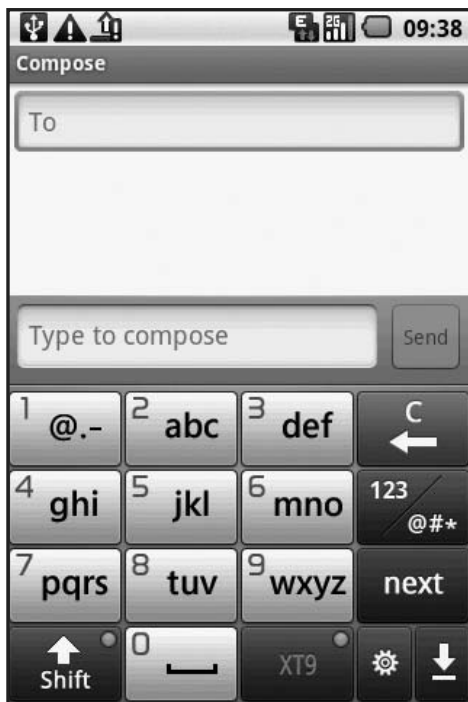 E 2G 09:38
Compose
To
Type to compose Send
1 @.- 2 abc 3 def C
4 ghi 5 jkl 6 mno 123 @#*
7 pqrs 8 tuv 9 wxyz next
Shift 0 XT9